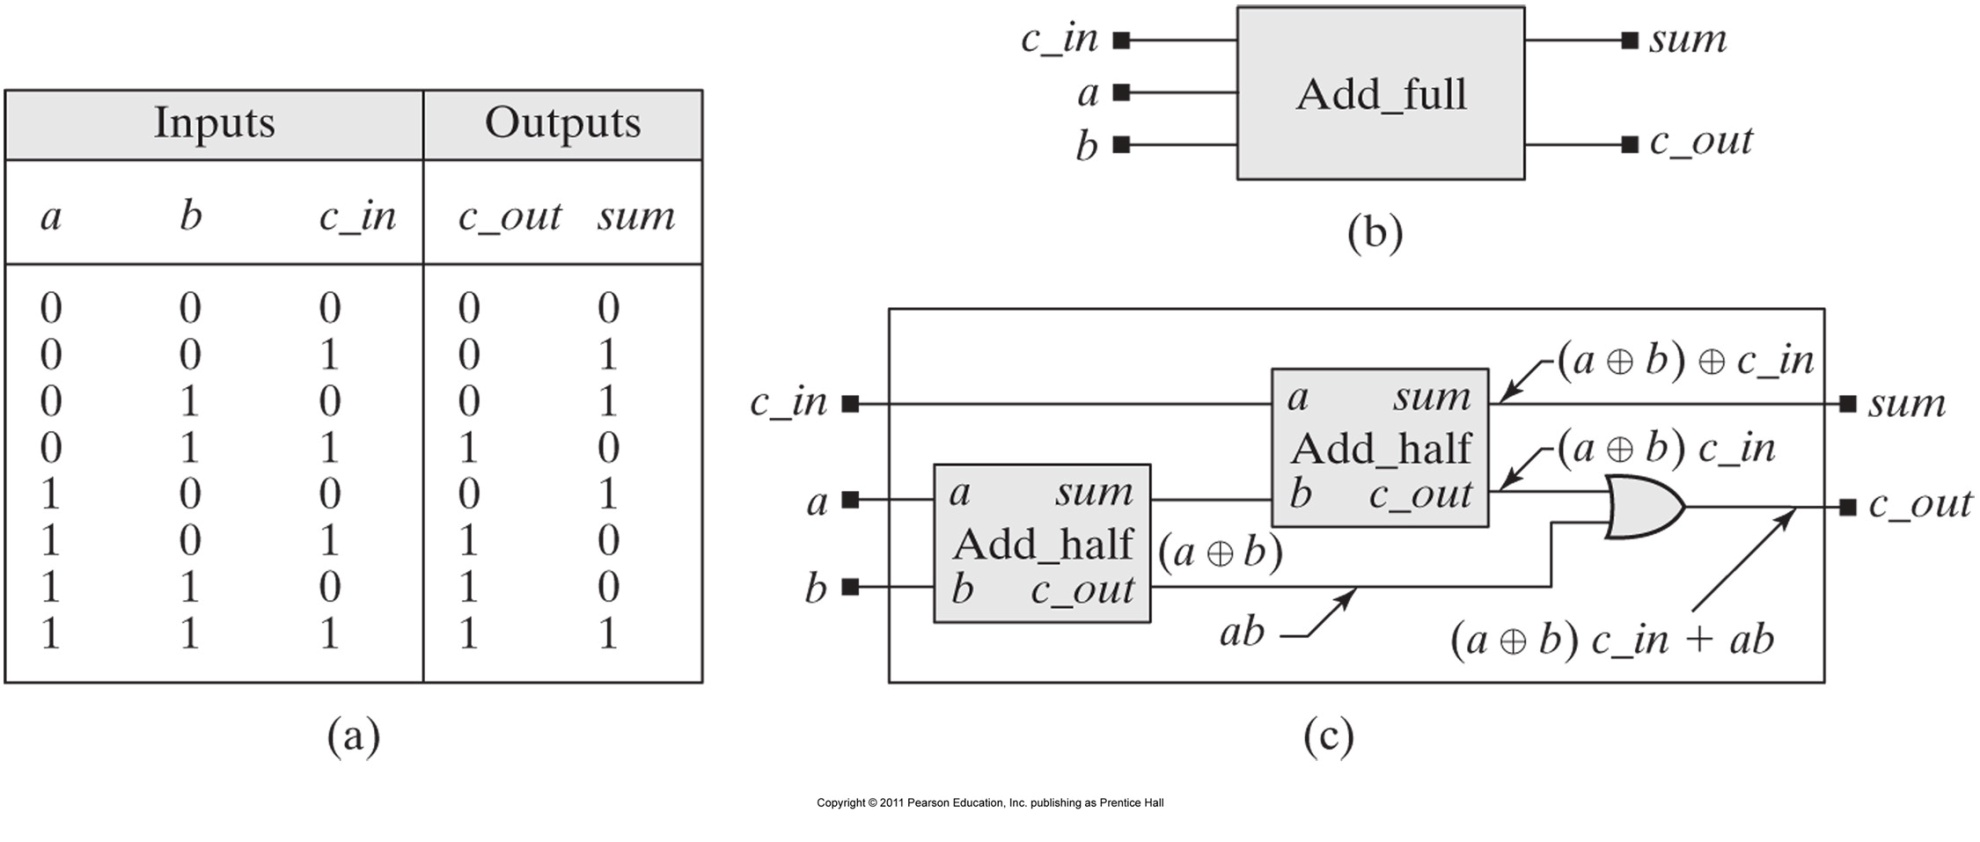 Inputs Outputs
a b c_in c_out sum
0 0 0 0 0
0 0 1 0 1
0 1 0 0 1
0 1 1 1 0
1 0 0 0 1
1 0 1 1 0
1 1 0 1 0
1 1 1 1 1
(a)
c_in
a
b
Add_full
sum
c_out
(b)
c_in
a
b
a sum
Add_half
b c_out
(a ⊕ b)
ab
a sum
Add_half
b c_out
(a ⊕ b) ⊕ c_in
(a ⊕ b) c_in
(a ⊕ b) c_in + ab
sum
c_out
(c)
Copyright © 2011 Pearson Education, Inc. publishing as Prentice Hall